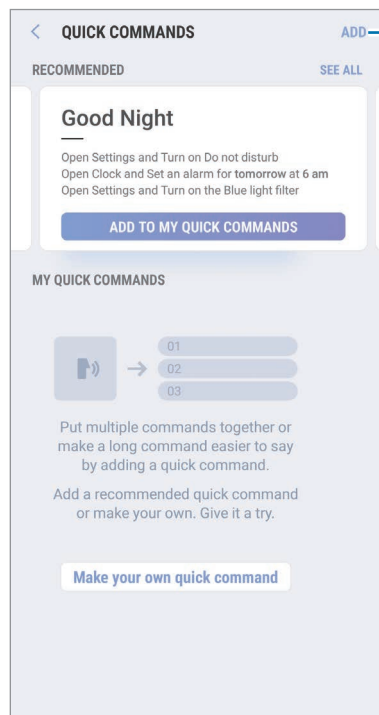 QUICK COMMANDS ADD
RECOMMENDED SEE ALL
Good Night
Open Settings and Turn on Do not disturb
Open Clock and Set an alarm for tomorrow at 6 am
Open Settings and Turn on the Blue light filter
ADD TO MY QUICK COMMANDS
MY QUICK COMMANDS
01
02
03
Put multiple commands together or
make a long command easier to say
by adding a quick command.
Add a recommended quick command
or make your own. Give it a try.
Make your own quick command